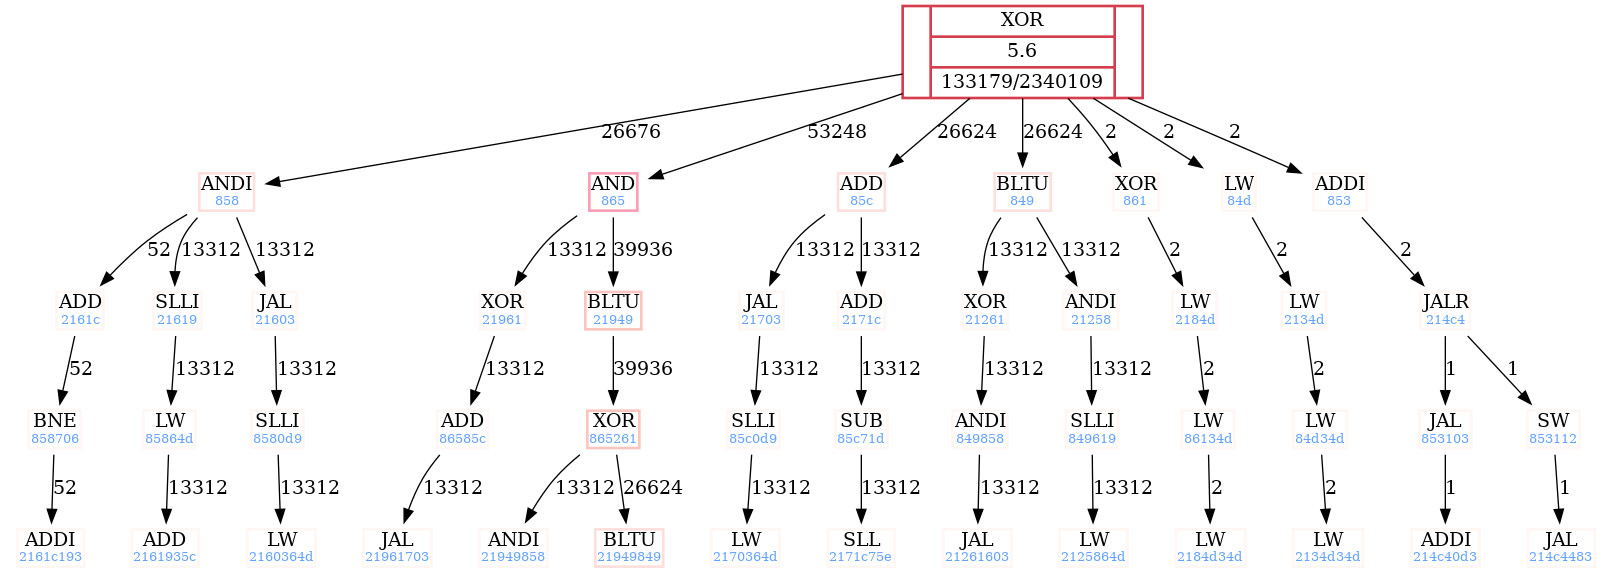 XOR
5.6
133179/2340109
26676
53248
26624
26624
2
2
2
ANDI
858
AND
865
ADD
85c
BLTU
849
XOR
861
LW
84d
ADDI
853
52
13312
13312
13312
39936
13312
13312
13312
13312
2
2
2
ADD
2161c
SLLI
21619
JAL
21603
XOR
21961
BLTU
21949
JAL
21703
ADD
2171c
XOR
21261
ANDI
21258
LW
2184d
LW
2134d
JALR
214c4
52
13312
13312
13312
39936
13312
13312
13312
13312
2
2
1
1
BNE
858706
LW
85864d
SLLI
8580d9
ADD
86585c
XOR
865261
SLLI
85c0d9
SUB
85c71d
ANDI
849858
SLLI
849619
LW
86134d
LW
84d34d
JAL
853103
SW
853112
52
13312
13312
13312
13312
26624
13312
13312
13312
13312
2
2
1
1
ADDI
2161c193
ADD
2161935c
LW
2160364d
JAL
21961703
ANDI
21949858
BLTU
21949849
LW
2170364d
SLL
2171c75e
JAL
21261603
LW
2125864d
LW
2184d34d
LW
2134d34d
ADDI
214c40d3
JAL
214c4483